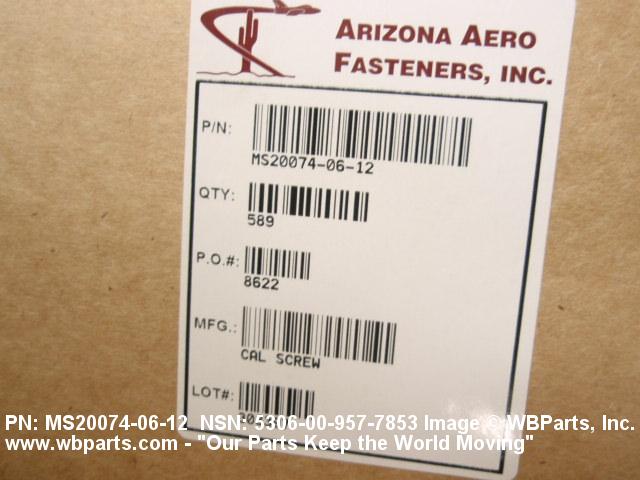 ARIZONA AERO
FASTENERS, INC.
P/N:
MS20074-06-12
QTY:
589
P.O.#:
8622
MFG.:
CAL SCREW
LOT#:
PN: MS20074-06-12 NSN: 5306-00-957-7853 Image © WBParts, Inc.
www.wbparts.com - "Our Parts Keep the World Moving"